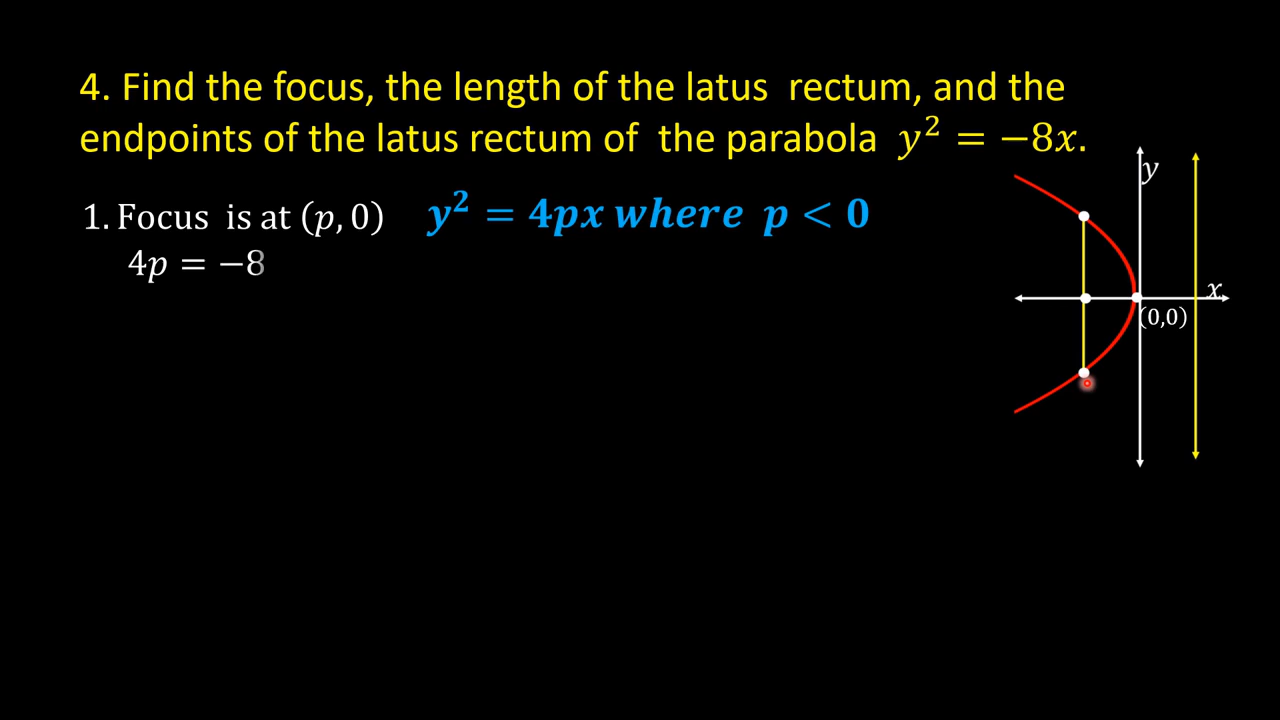 4. Find the focus, the length of the latus rectum, and the
endpoints of the latus rectum of the parabola y² = −8x.
1. Focus is at (p, 0) y² = 4px where p < 0
4p = −8
y
x
(0,0)